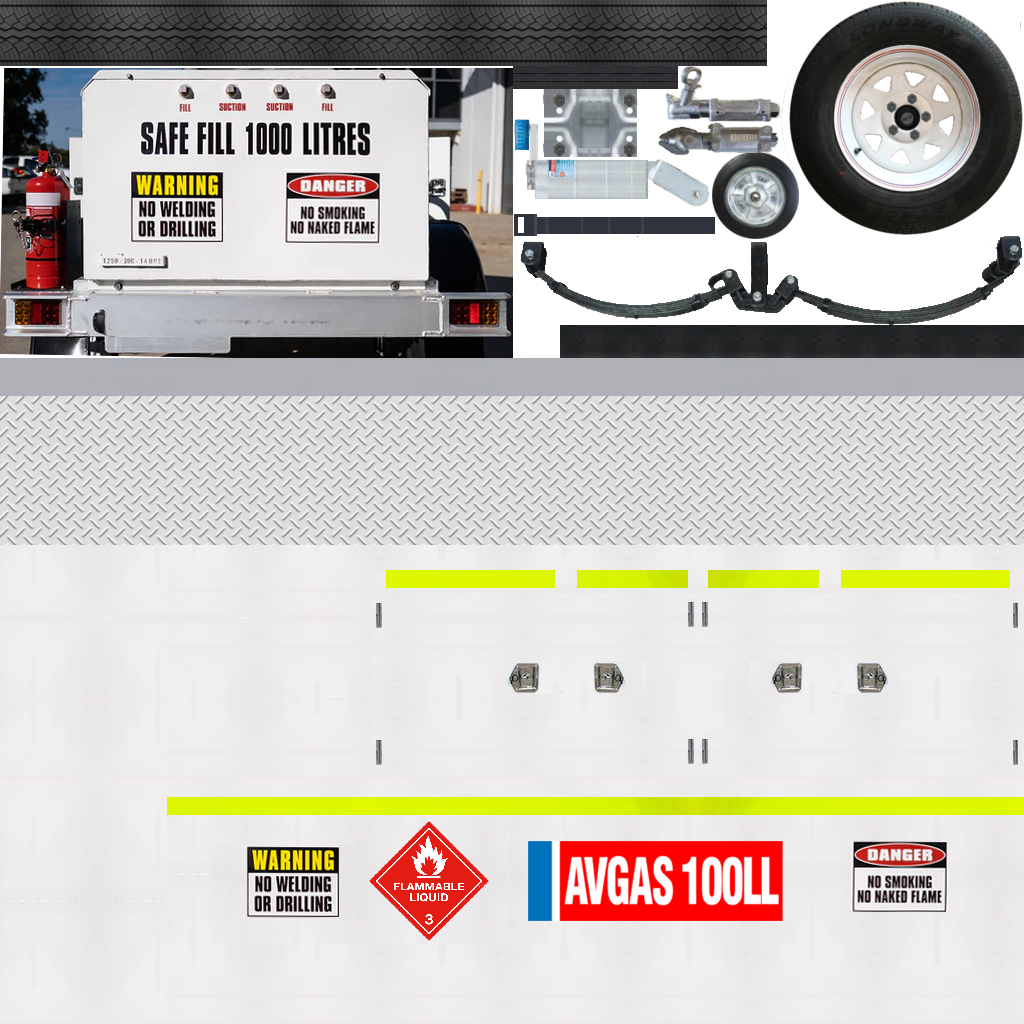 LONGWAY
FILL
SUCTION
SUCTION
FILL
SAFE FILL 1000 LITRES
WARNING
NO WELDING
OR DRILLING
DANGER
NO SMOKING
NO NAKED FLAME
WARNING
NO WELDING
OR DRILLING
FLAMMABLE
LIQUID
3
AVGAS 100LL
DANGER
NO SMOKING
NO NAKED FLAME